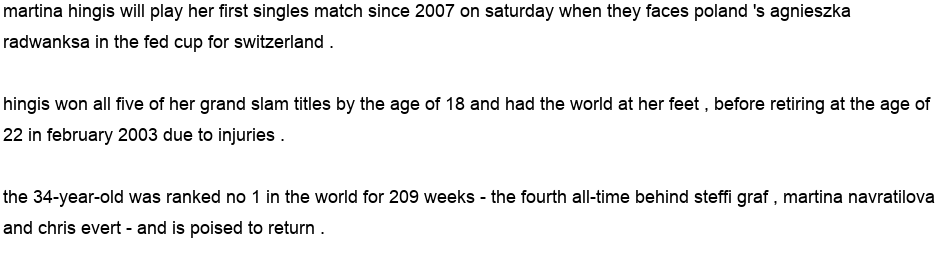 martina hingis will play her first singles match since 2007 on saturday when they faces poland 's agnieszka
radwanksa in the fed cup for switzerland .
hingis won all five of her grand slam titles by the age of 18 and had the world at her feet , before retiring at the age of
22 in february 2003 due to injuries .
the 34-year-old was ranked no 1 in the world for 209 weeks - the fourth all-time behind steffi graf , martina navratilova
and chris evert - and is poised to return .